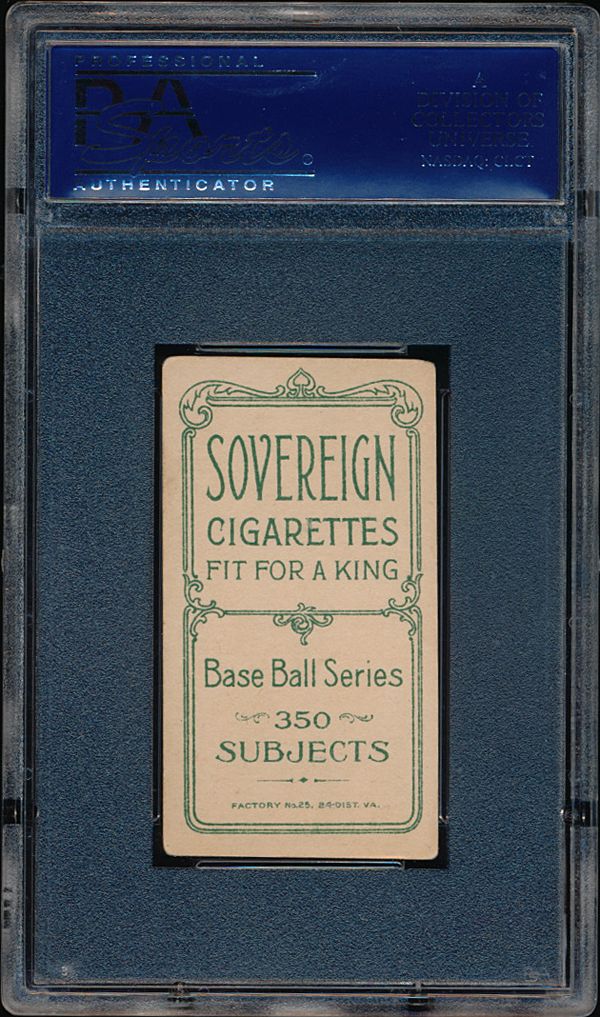 PROFESSIONAL
PSA
Sports
AUTHENTICATOR
A
DIVISION OF
COLLECTORS
UNIVERSE
NASDAQ: CLCT
SOVEREIGN
CIGARETTES
FIT FOR A KING
Base Ball Series
350
SUBJECTS
FACTORY No. 25, 24-DIST. VA.